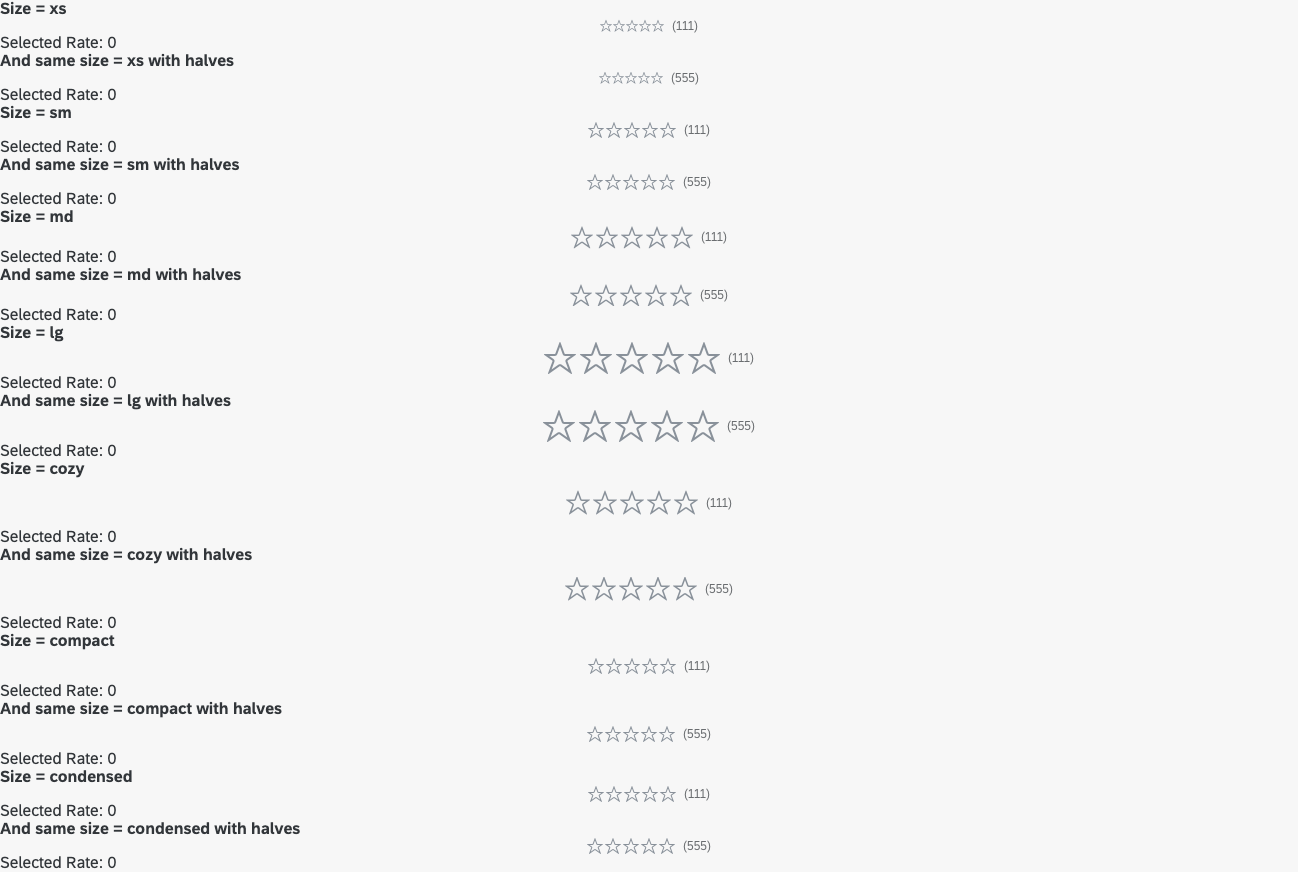 Size = xs
(111)
Selected Rate: 0
And same size = xs with halves
(555)
Selected Rate: 0
Size = sm
(111)
Selected Rate: 0
And same size = sm with halves
(555)
Selected Rate: 0
Size = md
(111)
Selected Rate: 0
And same size = md with halves
(555)
Selected Rate: 0
Size = lg
(111)
Selected Rate: 0
And same size = lg with halves
(555)
Selected Rate: 0
Size = cozy
(111)
Selected Rate: 0
And same size = cozy with halves
(555)
Selected Rate: 0
Size = compact
(111)
Selected Rate: 0
And same size = compact with halves
(555)
Selected Rate: 0
Size = condensed
(111)
Selected Rate: 0
And same size = condensed with halves
(555)
Selected Rate: 0